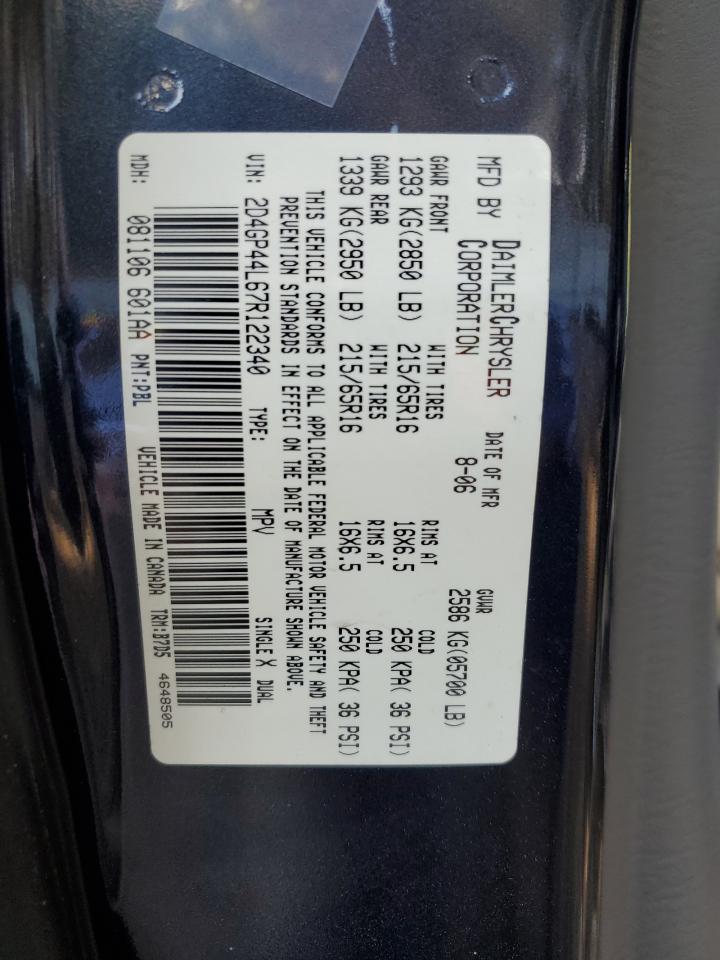 MFD BY DAIMLERCHRYSLER CORPORATION DATE OF MFR 8-06 GVWR 2586 KG(05700 LB)
GAWR FRONT WITH TIRES RIMS AT COLD
1293 KG(2850 LB) 215/65R16 16X6.5 250 KPA( 36 PSI)
GAWR REAR WITH TIRES RIMS AT COLD
1339 KG(2950 LB) 215/65R16 16X6.5 250 KPA( 36 PSI)
THIS VEHICLE CONFORMS TO ALL APPLICABLE FEDERAL MOTOR VEHICLE SAFETY AND THEFT
PREVENTION STANDARDS IN EFFECT ON THE DATE OF MANUFACTURE SHOWN ABOVE.
VIN: 2D4GP44L67R122340 TYPE: MPV SINGLE X DUAL
MDH: 081106 601AA PNT:PBL VEHICLE MADE IN CANADA TRM:B7D5 4648505